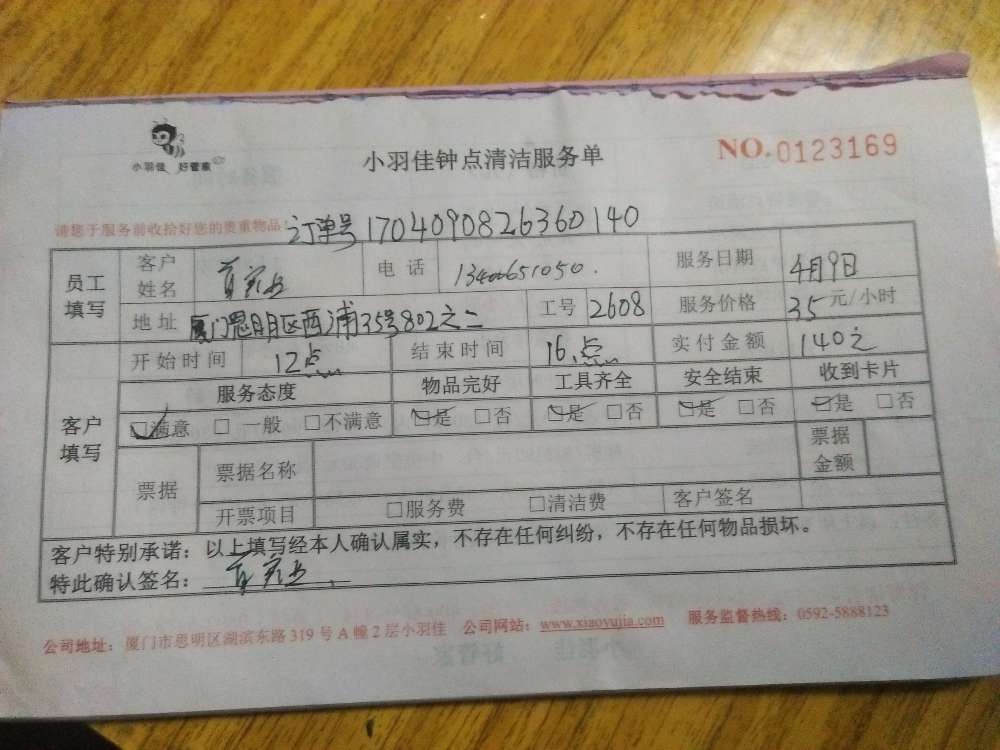 小羽佳 好管家
小羽佳钟点清洁服务单
NO.0123169
请您于服务前收拾好您的贵重物品! 订单号1704090826360140
员工填写 客户姓名 电话 服务日期 4月9日
地址 厦门思明区西浦35号802之二 工号 2608 服务价格 35元/小时
客户填写 开始时间 12点 结束时间 16点 实付金额 140元
服务态度 物品完好 工具齐全 安全结束 收到卡片
☑满意 □一般 □不满意 ☑是 □否 ☑是 □否 ☑是 □否 ☑是 □否
票据 票据名称 票据金额
开票项目 □服务费 □清洁费 客户签名
客户特别承诺：以上填写经本人确认属实，不存在任何纠纷，不存在任何物品损坏。
特此确认签名：
公司地址：厦门市思明区湖滨东路319号A幢2层小羽佳 公司网站：www.xiaoyujia.com 服务监督热线：0592-5888123